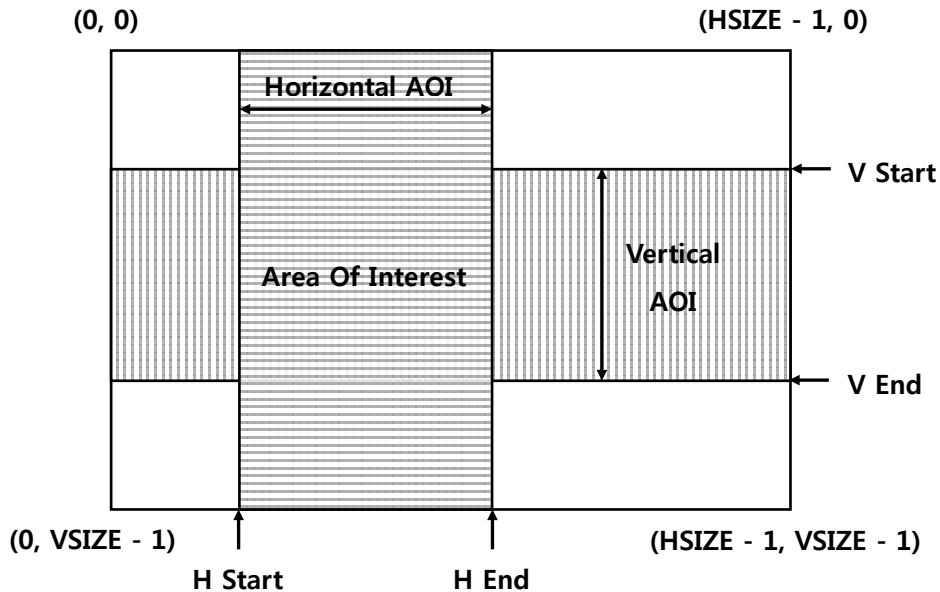 (0, 0)
(HSIZE - 1, 0)
Horizontal AOI
V Start
Area Of Interest
Vertical
AOI
V End
(0, VSIZE - 1)
(HSIZE - 1, VSIZE - 1)
H Start
H End